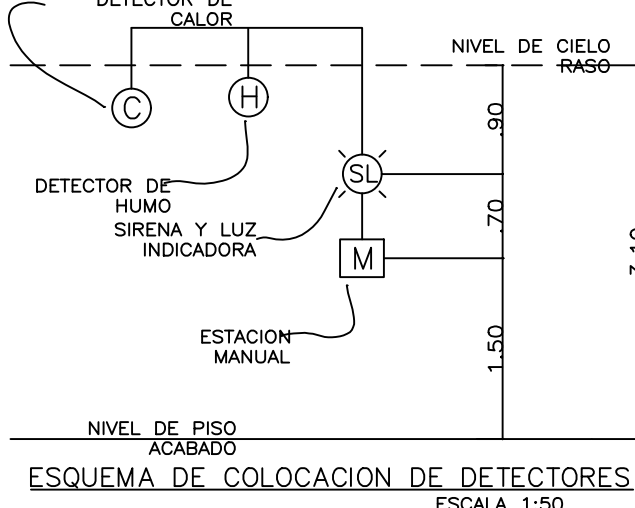 DETECTOR DE
CALOR
NIVEL DE CIELO
RASO
C
H
.90
DETECTOR DE
HUMO
SL
SIRENA Y LUZ
INDICADORA
.70
M
ESTACION
MANUAL
1.50
NIVEL DE PISO
ACABADO
ESQUEMA DE COLOCACION DE DETECTORES
ESCALA 1:50